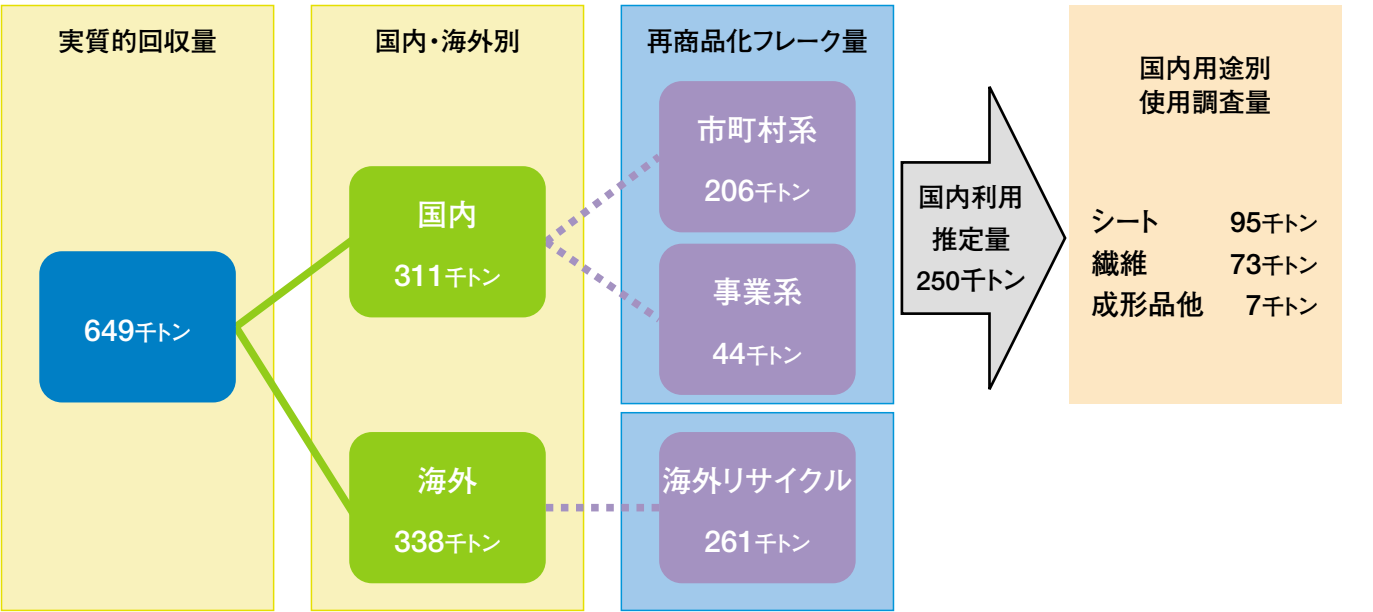 実質的回収量
649千トン
国内・海外別
国内
311千トン
海外
338千トン
再商品化フレーク量
市町村系
206千トン
事業系
44千トン
海外リサイクル
261千トン
国内利用
推定量
250千トン
国内用途別
使用調査量
シート 95千トン
繊維 73千トン
成形品他 7千トン